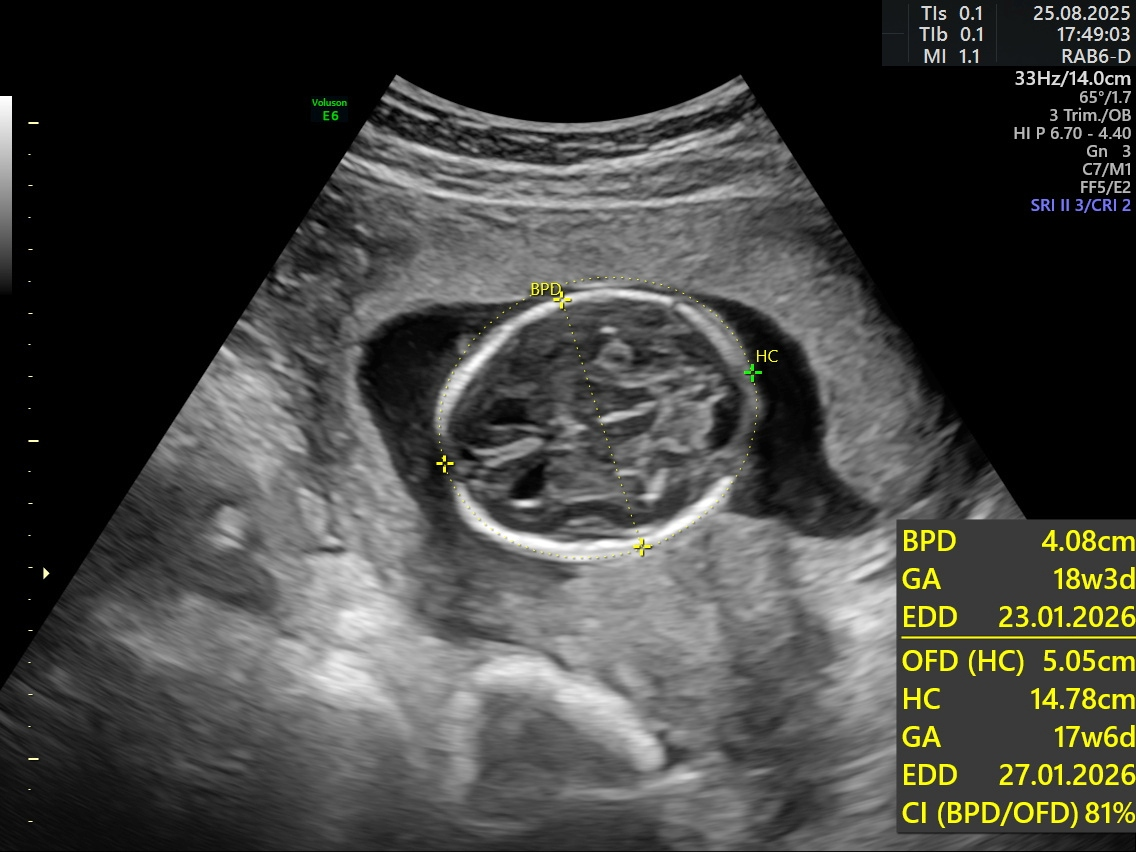 TIs 0.1 25.08.2025
TIb 0.1 17:49:03
MI 1.1 RAB6-D
33Hz/14.0cm
65°/1.7
3 Trim./OB
HI P 6.70 - 4.40
Gn 3
C7/M1
FF5/E2
SRI II 3/CRI 2
Voluson
E6
BPD
HC
BPD 4.08cm
GA 18w3d
EDD 23.01.2026
OFD (HC) 5.05cm
HC 14.78cm
GA 17w6d
EDD 27.01.2026
CI (BPD/OFD) 81%